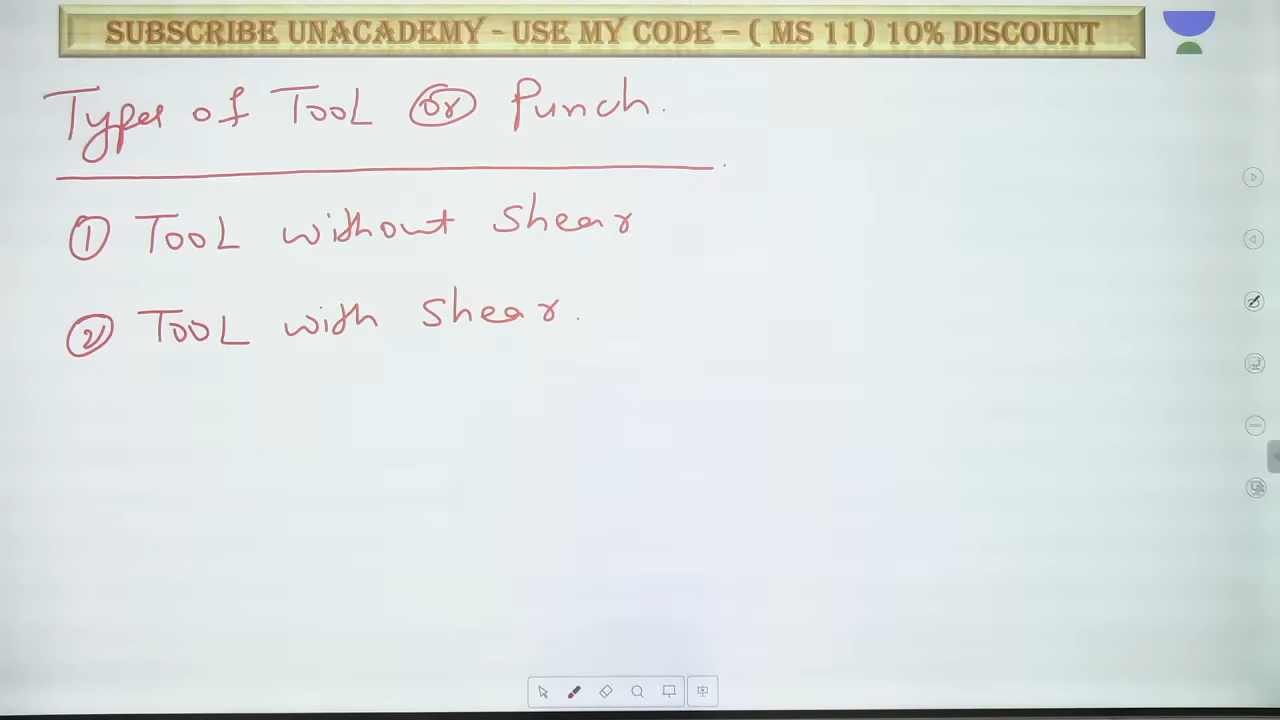 SUBSCRIBE UNACADEMY - USE MY CODE – ( MS 11) 10% DISCOUNT
Types of TooL or Punch.
1 TooL without Shear
2 TooL with Shear.